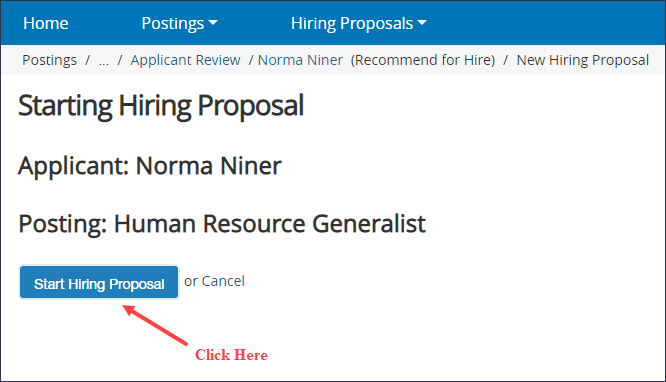 Home Postings Hiring Proposals
Postings / ... / Applicant Review / Norma Niner (Recommend for Hire) / New Hiring Proposal
Starting Hiring Proposal
Applicant: Norma Niner
Posting: Human Resource Generalist
Start Hiring Proposal or Cancel
Click Here